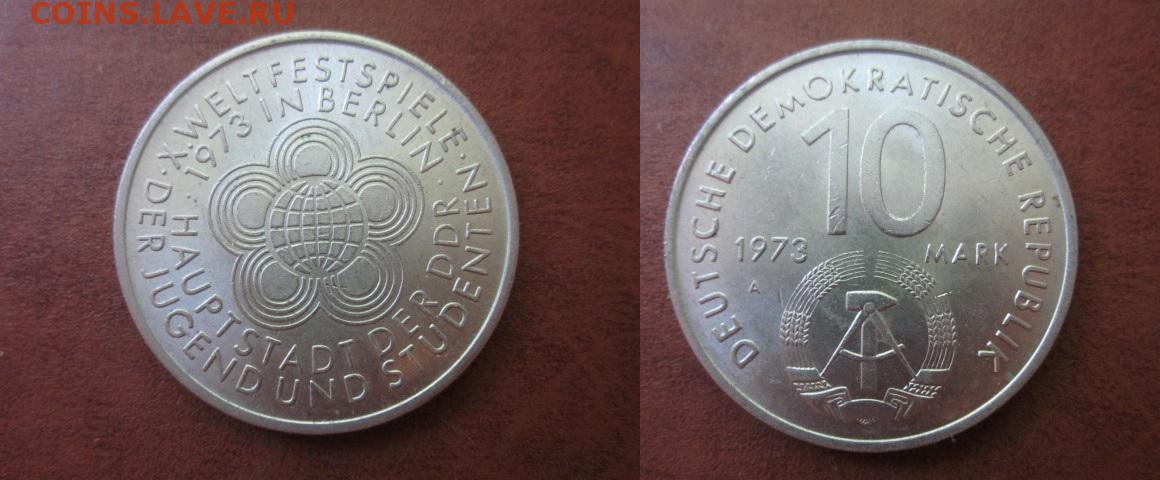 COINS.LAVE.RU
·X.WELTFESTSPIELE·
DER JUGEND UND STUDENTEN
1973 IN BERLIN·
HAUPTSTADT DER DDR
DEUTSCHE DEMOKRATISCHE REPUBLIK
10
1973 MARK
A